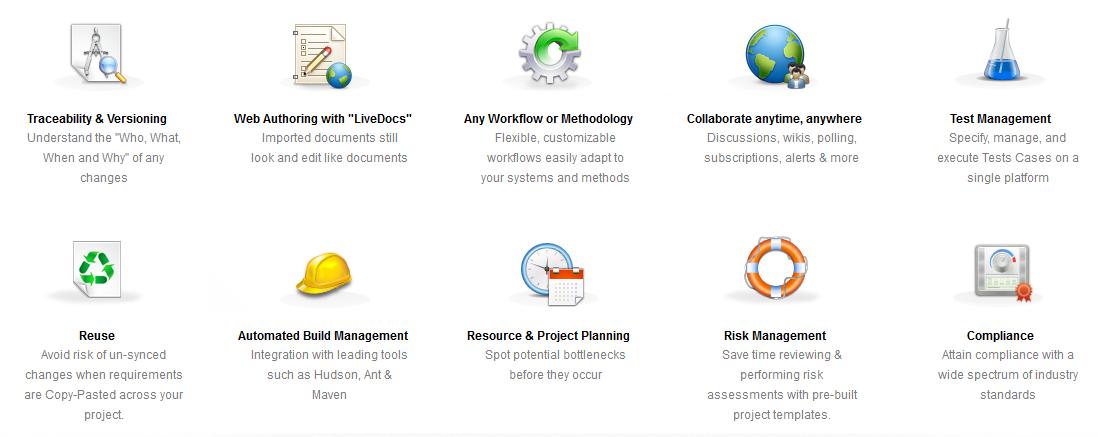 Traceability & Versioning
Understand the "Who, What,
When and Why" of any
changes
Web Authoring with "LiveDocs"
Imported documents still
look and edit like documents
Any Workflow or Methodology
Flexible, customizable
workflows easily adapt to
your systems and methods
Collaborate anytime, anywhere
Discussions, wikis, polling,
subscriptions, alerts & more
Test Management
Specify, manage, and
execute Tests Cases on a
single platform
Reuse
Avoid risk of un-synced
changes when requirements
are Copy-Pasted across your
project.
Automated Build Management
Integration with leading tools
such as Hudson, Ant &
Maven
Resource & Project Planning
Spot potential bottlenecks
before they occur
Risk Management
Save time reviewing &
performing risk
assessments with pre-built
project templates.
Compliance
Attain compliance with a
wide spectrum of industry
standards